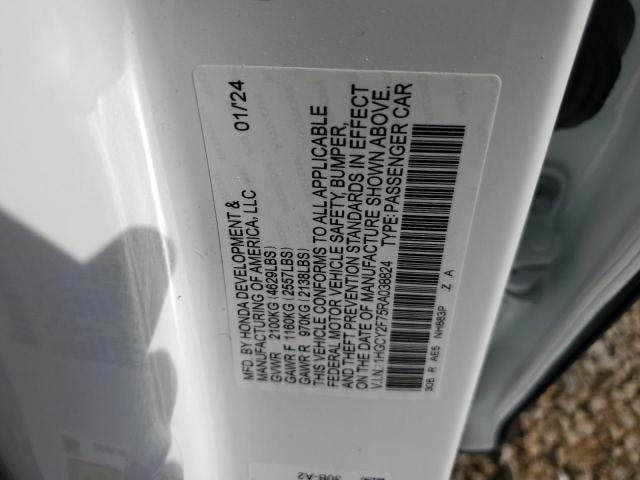 MFD. BY HONDA DEVELOPMENT & 01/'24
MANUFACTURING OF AMERICA, LLC
GVWR 2100KG (4629LBS)
GAWR F 1160KG (2557LBS)
GAWR R 970KG (2138LBS)
THIS VEHICLE CONFORMS TO ALL APPLICABLE
FEDERAL MOTOR VEHICLE SAFETY, BUMPER,
AND THEFT PREVENTION STANDARDS IN EFFECT
ON THE DATE OF MANUFACTURE SHOWN ABOVE.
V.I.N.: 1HGCY2F75RA038824 TYPE:PASSENGER CAR
30B R AE5 NH883P Z A
30B-A2